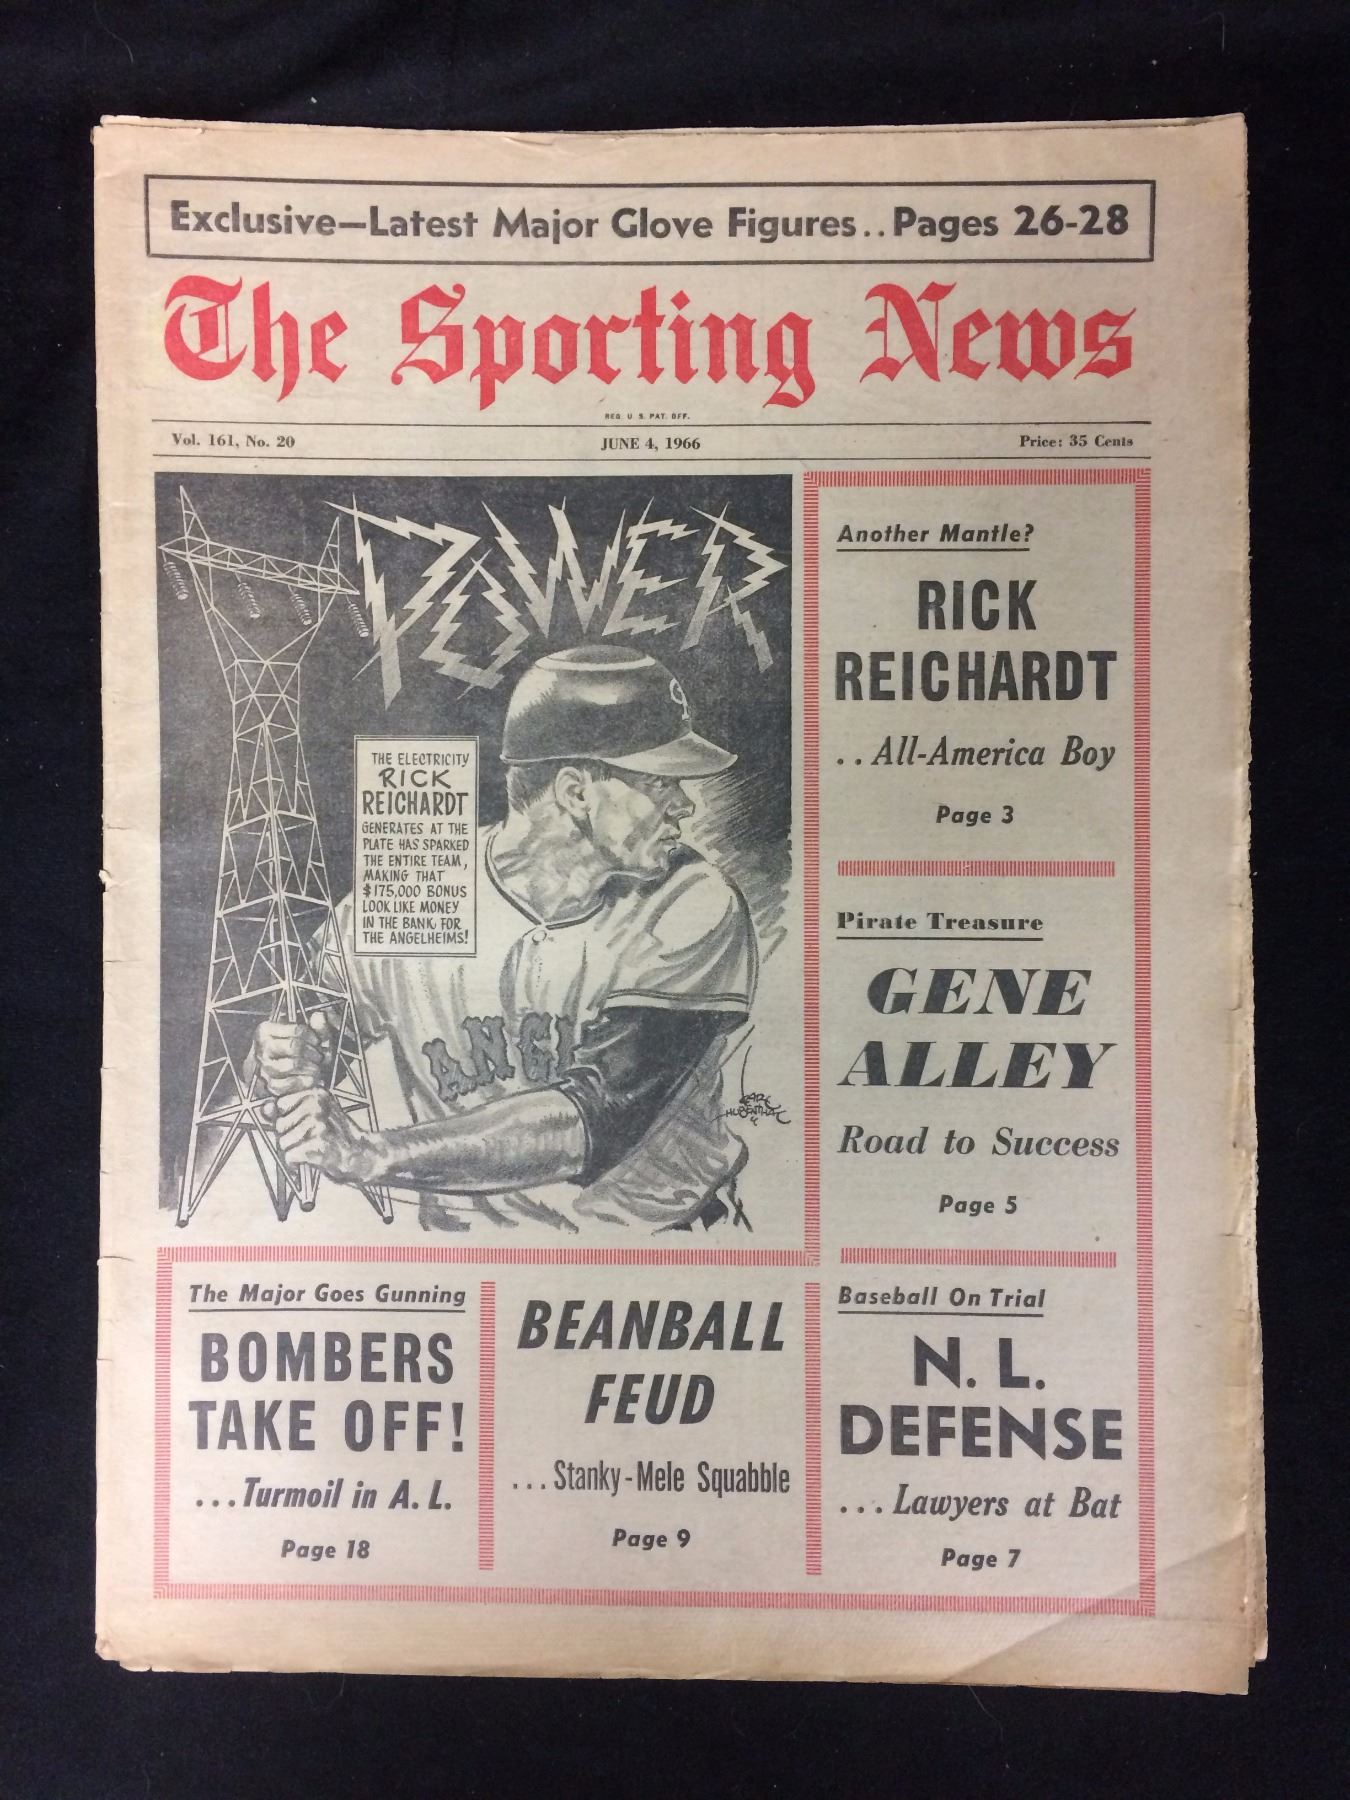 Exclusive—Latest Major Glove Figures..Pages 26-28
The Sporting News
REG. U. S. PAT. OFF.
Vol. 161, No. 20 JUNE 4, 1966 Price: 35 Cents
POWER
CA
THE ELECTRICITY
RICK
REICHARDT
GENERATES AT THE
PLATE HAS SPARKED
THE ENTIRE TEAM,
MAKING THAT
$175,000 BONUS
LOOK LIKE MONEY
IN THE BANK FOR
THE ANGELHEIMS!
ANGE
KARL
HUBENTHAL
Another Mantle?
RICK
REICHARDT
..All-America Boy
Page 3
Pirate Treasure
GENE
ALLEY
Road to Success
Page 5
The Major Goes Gunning
BOMBERS
TAKE OFF!
...Turmoil in A. L.
Page 18
BEANBALL
FEUD
...Stanky-Mele Squabble
Page 9
Baseball On Trial
N. L.
DEFENSE
...Lawyers at Bat
Page 7